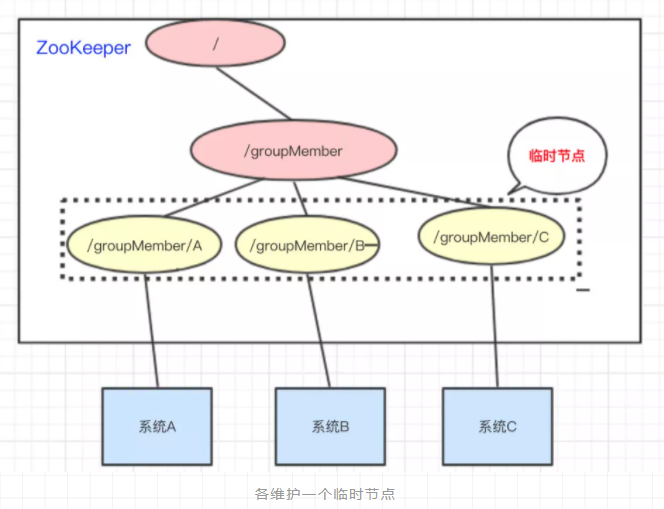 ZooKeeper
/
/groupMember
临时节点
/groupMember/A
/groupMember/B
/groupMember/C
系统A
系统B
系统C
各维护一个临时节点